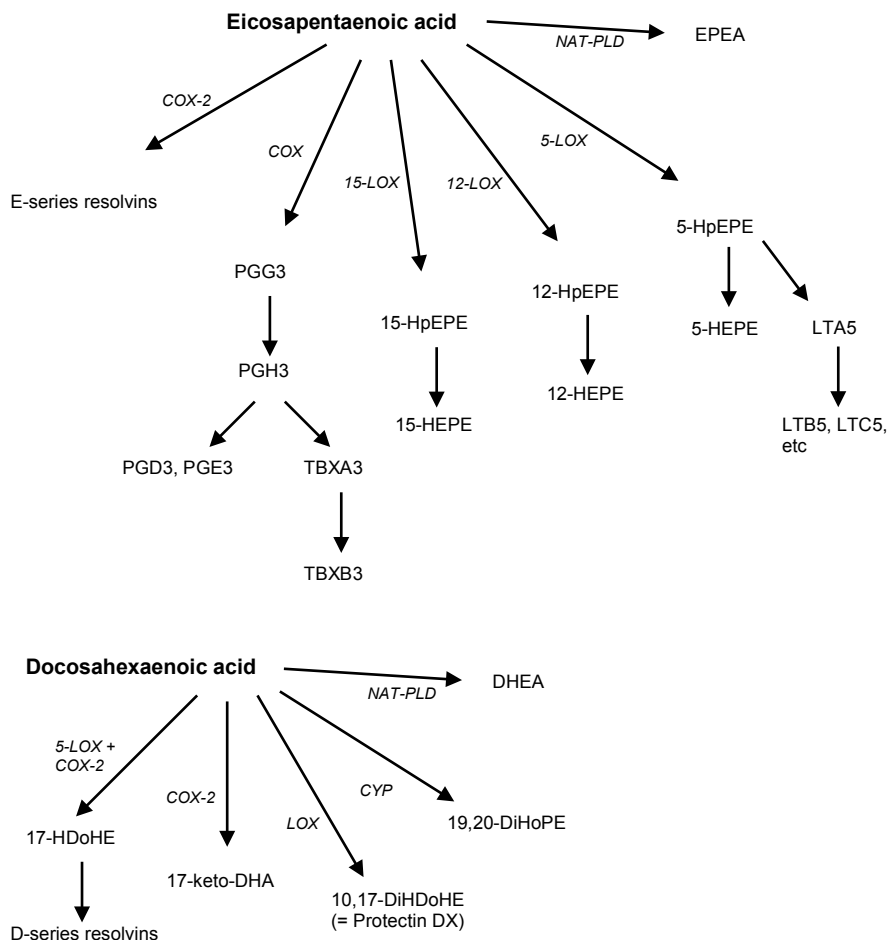 Eicosapentaenoic acid
NAT-PLD
EPEA
COX-2
COX
15-LOX
12-LOX
5-LOX
E-series resolvins
5-HpEPE
PGG3
12-HpEPE
15-HpEPE
5-HEPE
LTA5
PGH3
12-HEPE
15-HEPE
LTB5, LTC5,
etc
PGD3, PGE3
TBXA3
TBXB3
Docosahexaenoic acid
NAT-PLD
DHEA
5-LOX +
COX-2
COX-2
LOX
CYP
17-HDoHE
19,20-DiHoPE
17-keto-DHA
10,17-DiHDoHE
(= Protectin DX)
D-series resolvins